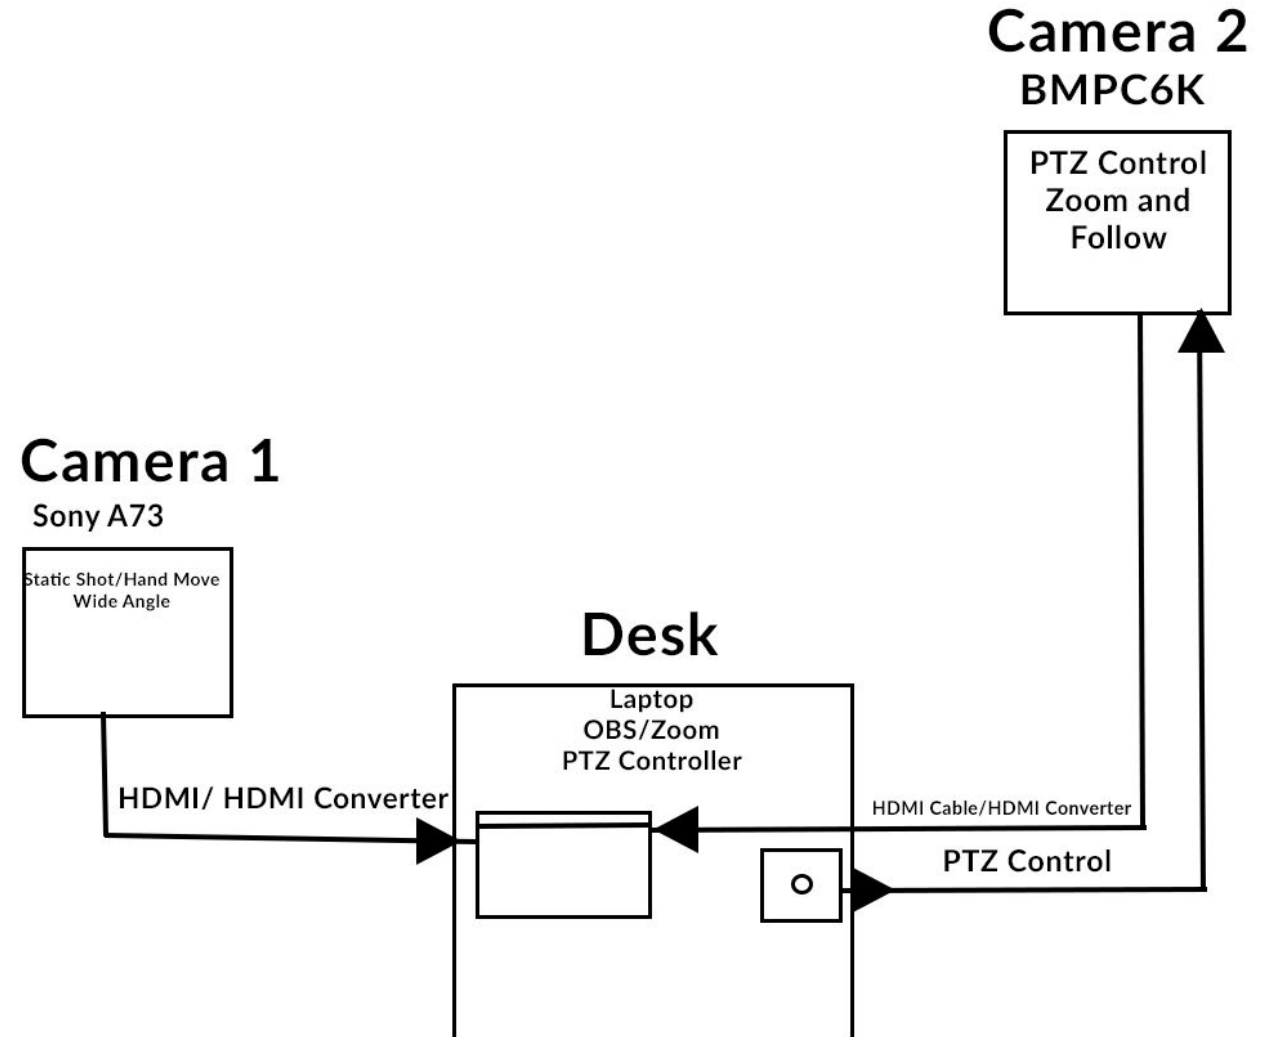 Camera 2
BMPC6K
PTZ Control
Zoom and
Follow
Camera 1
Sony A73
Static Shot/Hand Move
Wide Angle
Desk
Laptop
OBS/Zoom
PTZ Controller
HDMI/ HDMI Converter
HDMI Cable/HDMI Converter
PTZ Control